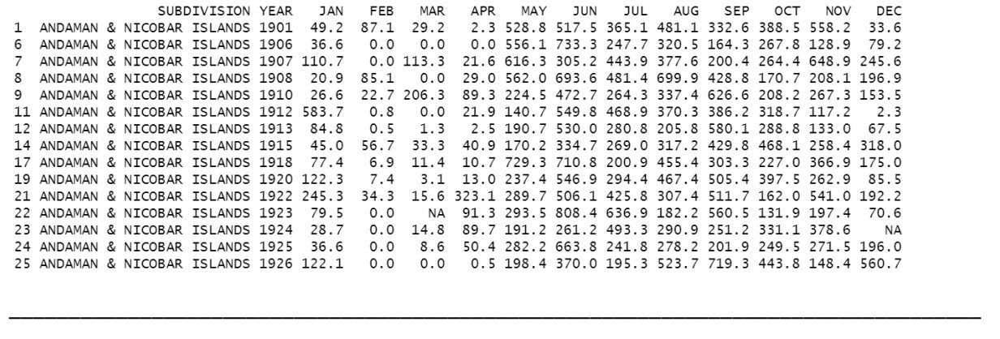 SUBDIVISION YEAR JAN FEB MAR APR MAY JUN JUL AUG SEP OCT NOV DEC
1 ANDAMAN & NICOBAR ISLANDS 1901 49.2 87.1 29.2 2.3 528.8 517.5 365.1 481.1 332.6 388.5 558.2 33.6
6 ANDAMAN & NICOBAR ISLANDS 1906 36.6 0.0 0.0 0.0 556.1 733.3 247.7 320.5 164.3 267.8 128.9 79.2
7 ANDAMAN & NICOBAR ISLANDS 1907 110.7 0.0 113.3 21.6 616.3 305.2 443.9 377.6 200.4 264.4 648.9 245.6
8 ANDAMAN & NICOBAR ISLANDS 1908 20.9 85.1 0.0 29.0 562.0 693.6 481.4 699.9 428.8 170.7 208.1 196.9
9 ANDAMAN & NICOBAR ISLANDS 1910 26.6 22.7 206.3 89.3 224.5 472.7 264.3 337.4 626.6 208.2 267.3 153.5
11 ANDAMAN & NICOBAR ISLANDS 1912 583.7 0.8 0.0 21.9 140.7 549.8 468.9 370.3 386.2 318.7 117.2 2.3
12 ANDAMAN & NICOBAR ISLANDS 1913 84.8 0.5 1.3 2.5 190.7 530.0 280.8 205.8 580.1 288.8 133.0 67.5
14 ANDAMAN & NICOBAR ISLANDS 1915 45.0 56.7 33.3 40.9 170.2 334.7 269.0 317.2 429.8 468.1 258.4 318.0
17 ANDAMAN & NICOBAR ISLANDS 1918 77.4 6.9 11.4 10.7 729.3 710.8 200.9 455.4 303.3 227.0 366.9 175.0
19 ANDAMAN & NICOBAR ISLANDS 1920 122.3 7.4 3.1 13.0 237.4 546.9 294.4 467.4 505.4 397.5 262.9 85.5
21 ANDAMAN & NICOBAR ISLANDS 1922 245.3 34.3 15.6 323.1 289.7 506.1 425.8 307.4 511.7 162.0 541.0 192.2
22 ANDAMAN & NICOBAR ISLANDS 1923 79.5 0.0 NA 91.3 293.5 808.4 636.9 182.2 560.5 131.9 197.4 70.6
23 ANDAMAN & NICOBAR ISLANDS 1924 28.7 0.0 14.8 89.7 191.2 261.2 493.3 290.9 251.2 331.1 378.6 NA
24 ANDAMAN & NICOBAR ISLANDS 1925 36.6 0.0 8.6 50.4 282.2 663.8 241.8 278.2 201.9 249.5 271.5 196.0
25 ANDAMAN & NICOBAR ISLANDS 1926 122.1 0.0 0.0 0.5 198.4 370.0 195.3 523.7 719.3 443.8 148.4 560.7